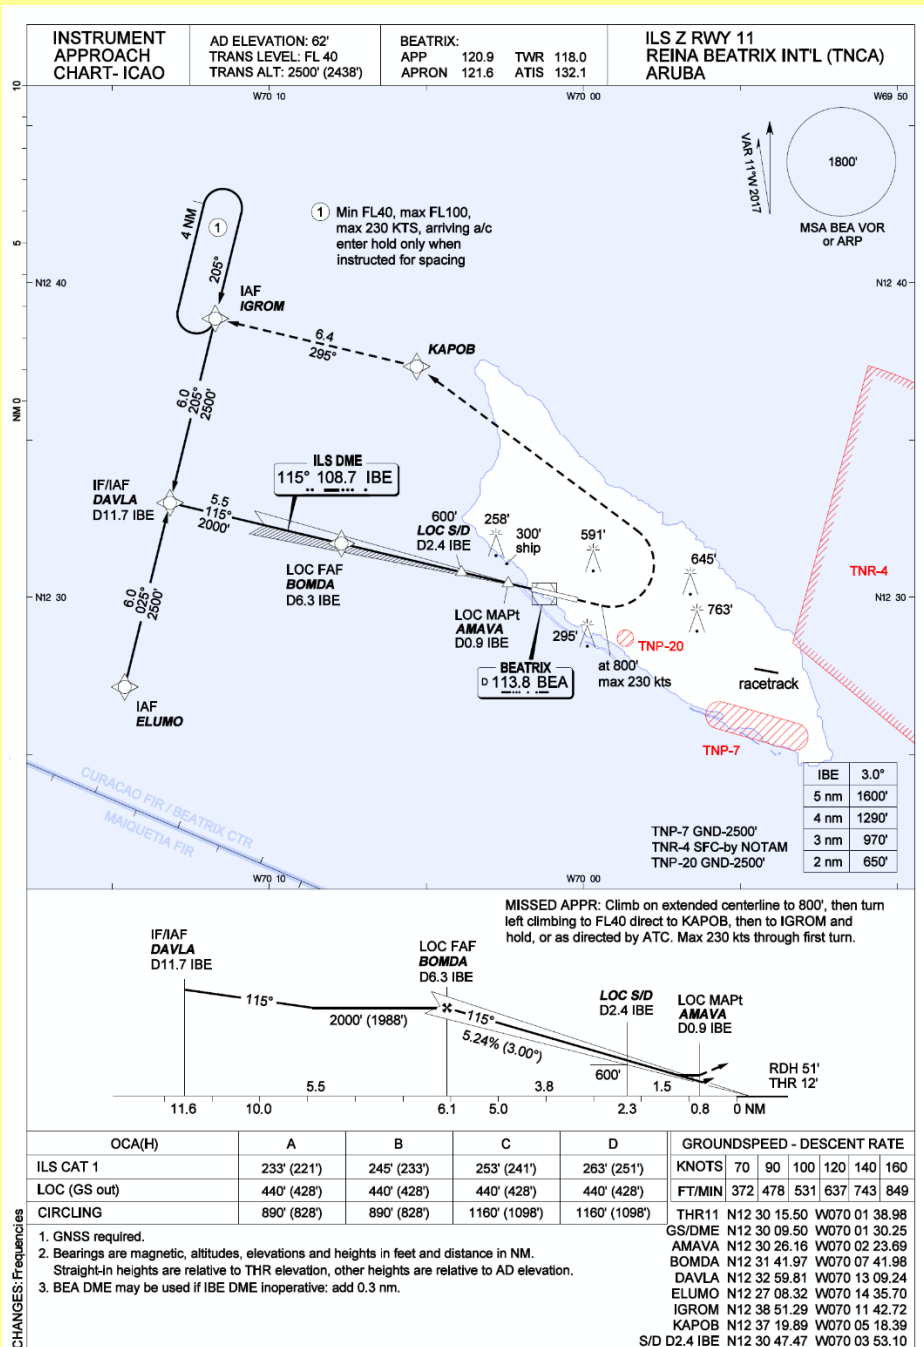 INSTRUMENT
APPROACH
CHART- ICAO
AD ELEVATION: 62'
TRANS LEVEL: FL 40
TRANS ALT: 2500' (2438')
BEATRIX:
APP 120.9 TWR 118.0
APRON 121.6 ATIS 132.1
ILS Z RWY 11
REINA BEATRIX INT'L (TNCA)
ARUBA
10
W70 10
W70 00
W69 50
VAR 11°W 2017
1800'
MSA BEA VOR
or ARP
4 NM
1
205°
1 Min FL40, max FL100,
max 230 KTS, arriving a/c
enter hold only when
instructed for spacing
5
N12 40
N12 40
IAF
IGROM
6.4
295°
KAPOB
NM 0
6.0
205°
2500'
ILS DME
115° 108.7 IBE
IF/IAF
DAVLA
D11.7 IBE
5.5
115°
2000'
600'
LOC S/D
D2.4 IBE
258'
300'
ship
591'
645'
TNR-4
LOC FAF
BOMDA
D6.3 IBE
N12 30
N12 30
6.0
025°
2500'
LOC MAPt
AMAVA
D0.9 IBE
763'
295'
TNP-20
BEATRIX
D 113.8 BEA
at 800'
max 230 kts
racetrack
IAF
ELUMO
TNP-7
CURACAO FIR / BEATRIX CTR
MAIQUETIA FIR
IBE 3.0°
5 nm 1600'
4 nm 1290'
3 nm 970'
2 nm 650'
TNP-7 GND-2500'
TNR-4 SFC-by NOTAM
TNP-20 GND-2500'
W70 10
W70 00
MISSED APPR: Climb on extended centerline to 800', then turn
left climbing to FL40 direct to KAPOB, then to IGROM and
hold, or as directed by ATC. Max 230 kts through first turn.
IF/IAF
DAVLA
D11.7 IBE
LOC FAF
BOMDA
D6.3 IBE
LOC S/D
D2.4 IBE
LOC MAPt
AMAVA
D0.9 IBE
115°
2000' (1988')
115°
5.24% (3.00°)
600'
RDH 51'
THR 12'
5.5 3.8 1.5
11.6 10.0 6.1 5.0 2.3 0.8 0 NM
OCA(H) A B C D
ILS CAT 1 233' (221') 245' (233') 253' (241') 263' (251')
LOC (GS out) 440' (428') 440' (428') 440' (428') 440' (428')
CIRCLING 890' (828') 890' (828') 1160' (1098') 1160' (1098')
GROUNDSPEED - DESCENT RATE
KNOTS 70 90 100 120 140 160
FT/MIN 372 478 531 637 743 849
1. GNSS required.
2. Bearings are magnetic, altitudes, elevations and heights in feet and distance in NM.
Straight-in heights are relative to THR elevation, other heights are relative to AD elevation.
3. BEA DME may be used if IBE DME inoperative: add 0.3 nm.
THR11 N12 30 15.50 W070 01 38.98
GS/DME N12 30 09.50 W070 01 30.25
AMAVA N12 30 26.16 W070 02 23.69
BOMDA N12 31 41.97 W070 07 41.98
DAVLA N12 32 59.81 W070 13 09.24
ELUMO N12 27 08.32 W070 14 35.70
IGROM N12 38 51.29 W070 11 42.72
KAPOB N12 37 19.89 W070 05 18.39
S/D D2.4 IBE N12 30 47.47 W070 03 53.10
CHANGES: Frequencies